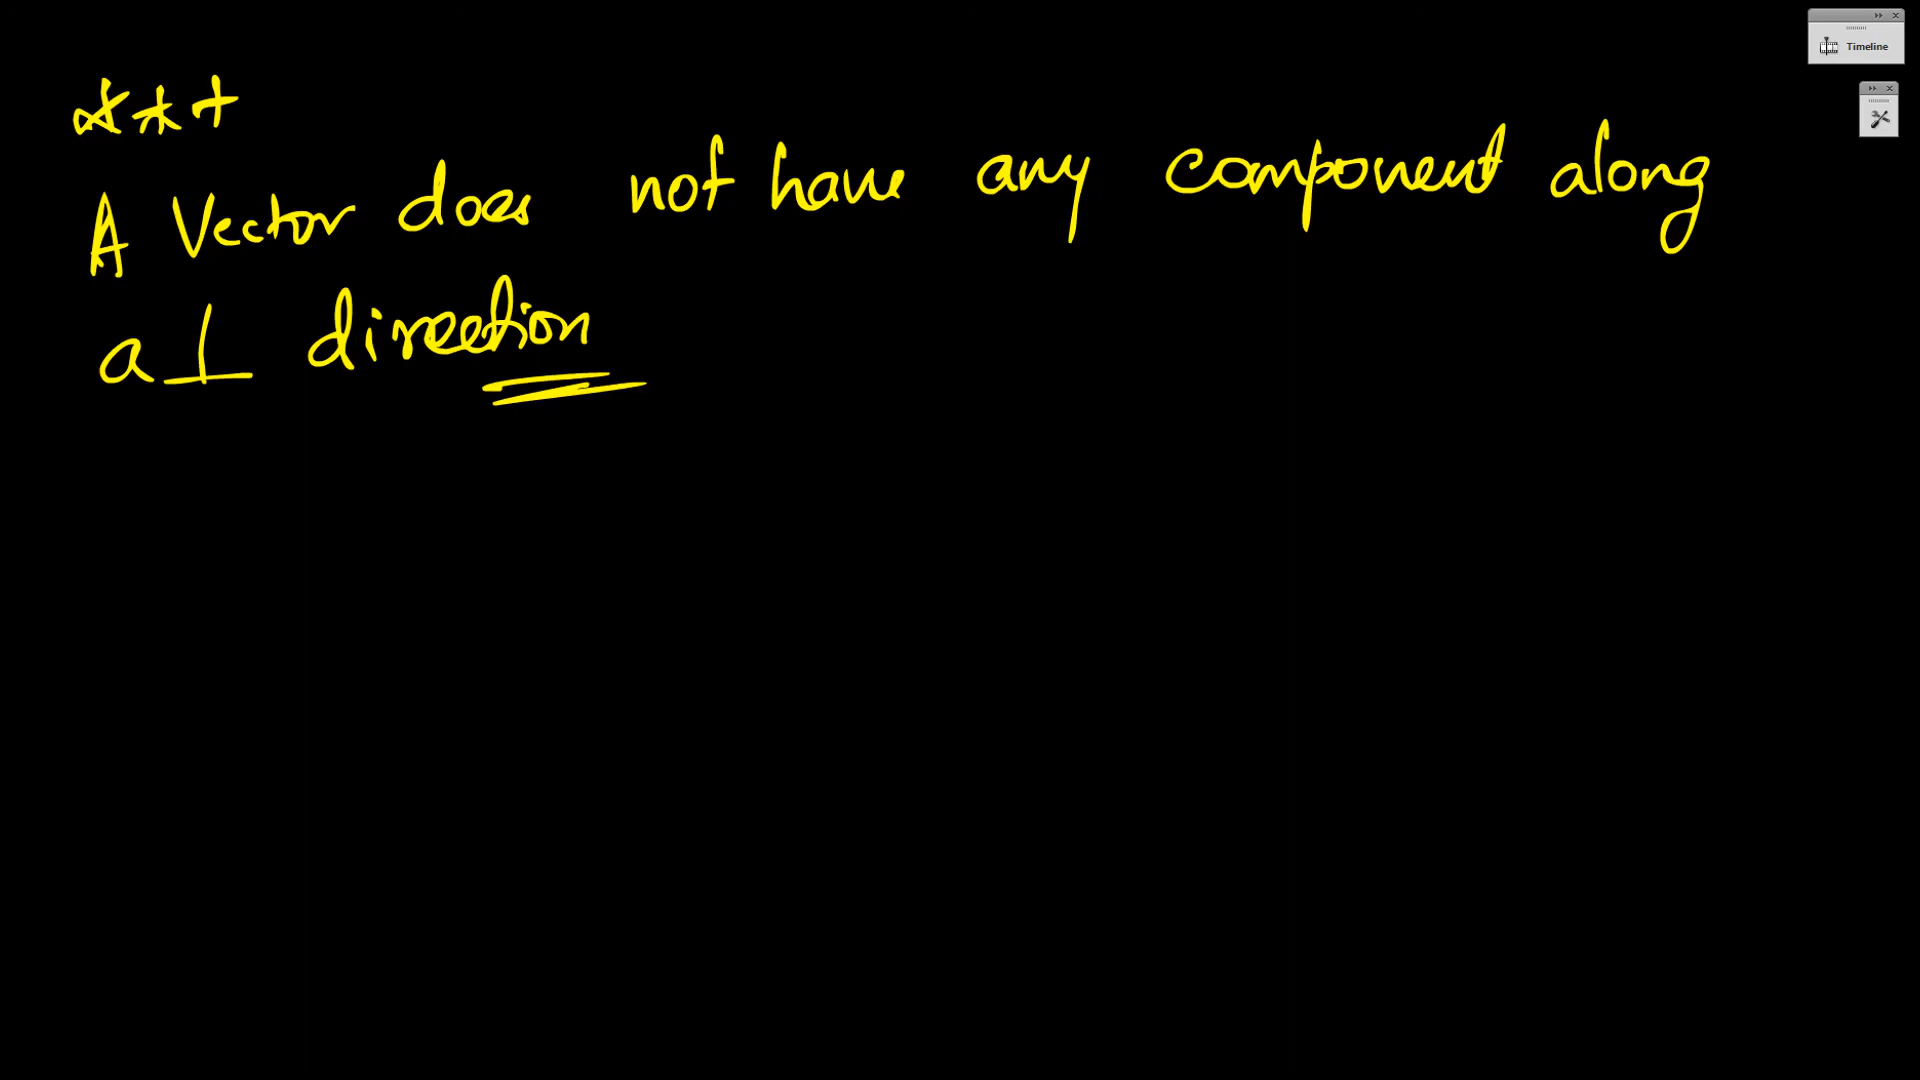 Timeline
***
A Vector does not have any component along
a ⊥ direction